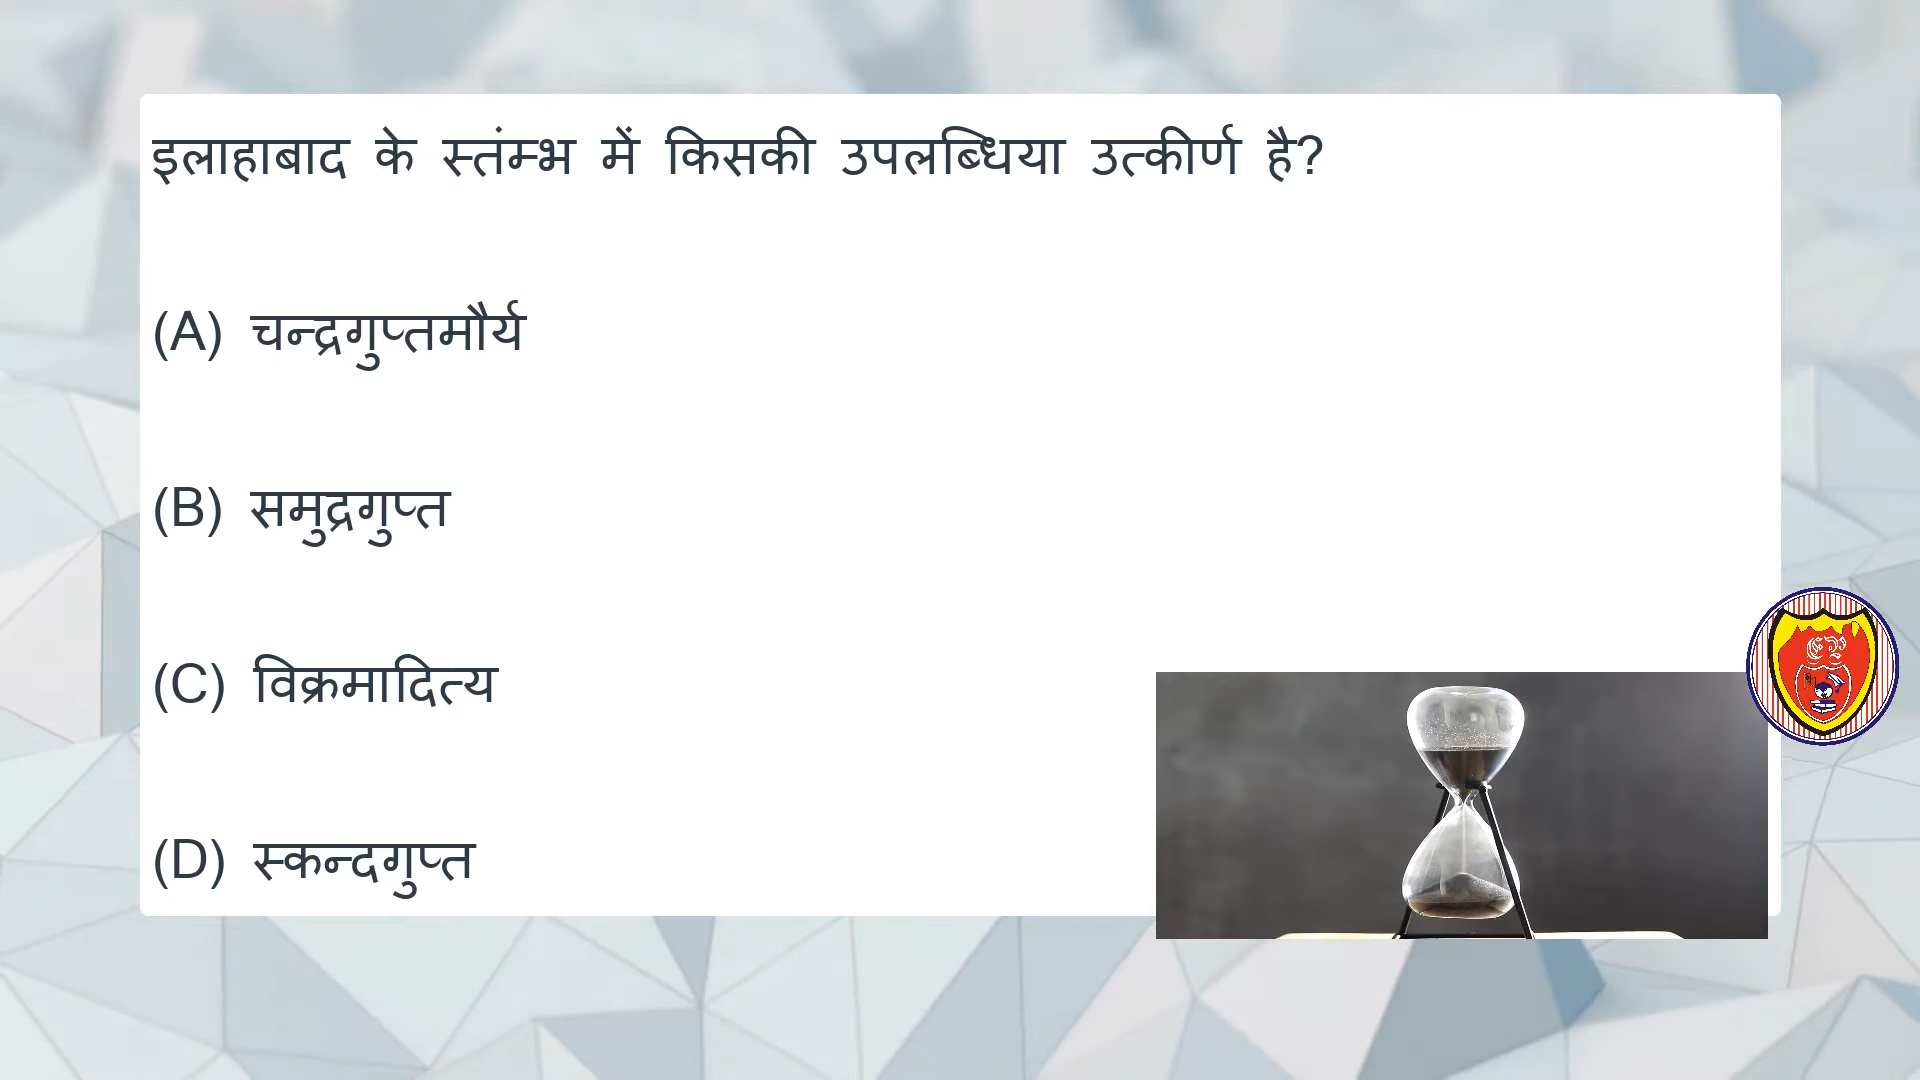 इलाहाबाद के स्तंम्भ में किसकी उपलब्धिया उत्कीर्ण है?
(A) चन्द्रगुप्तमौर्य
(B) समुद्रगुप्त
(C) विक्रमादित्य
(D) स्कन्दगुप्त